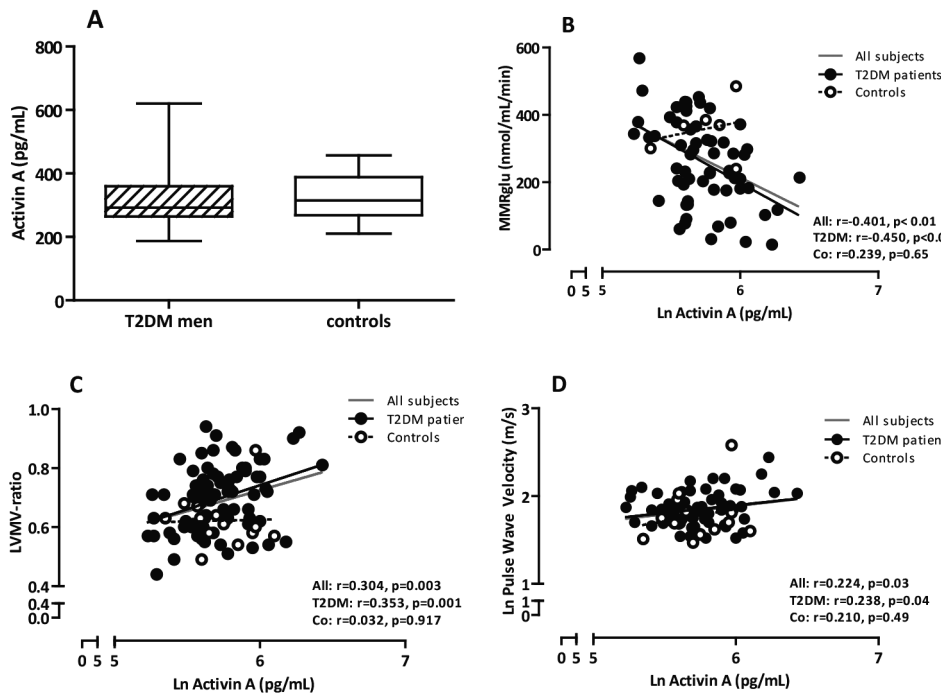 A
Activin A (pg/mL)
800
600
400
200
0
T2DM men
controls
B
MMRglu (nmol/mL/min)
600
400
200
0
All subjects
T2DM patients
Controls
All: r=-0.401, p< 0.01
T2DM: r=-0.450, p<0.0
Co: r=0.239, p=0.65
0 5 5 6 7
Ln Activin A (pg/mL)
C
LVMV-ratio
1.0
0.8
0.6
0.4
0.4
0.0
All subjects
T2DM patier
Controls
All: r=0.304, p=0.003
T2DM: r=0.353, p=0.001
Co: r=0.032, p=0.917
0 5 5 6 7
Ln Activin A (pg/mL)
D
Ln Pulse Wave Velocity (m/s)
3
2
1
1
0
All subjects
T2DM patien
Controls
All: r=0.224, p=0.03
T2DM: r=0.238, p=0.04
Co: r=0.210, p=0.49
0 5 5 6 7
Ln Activin A (pg/mL)